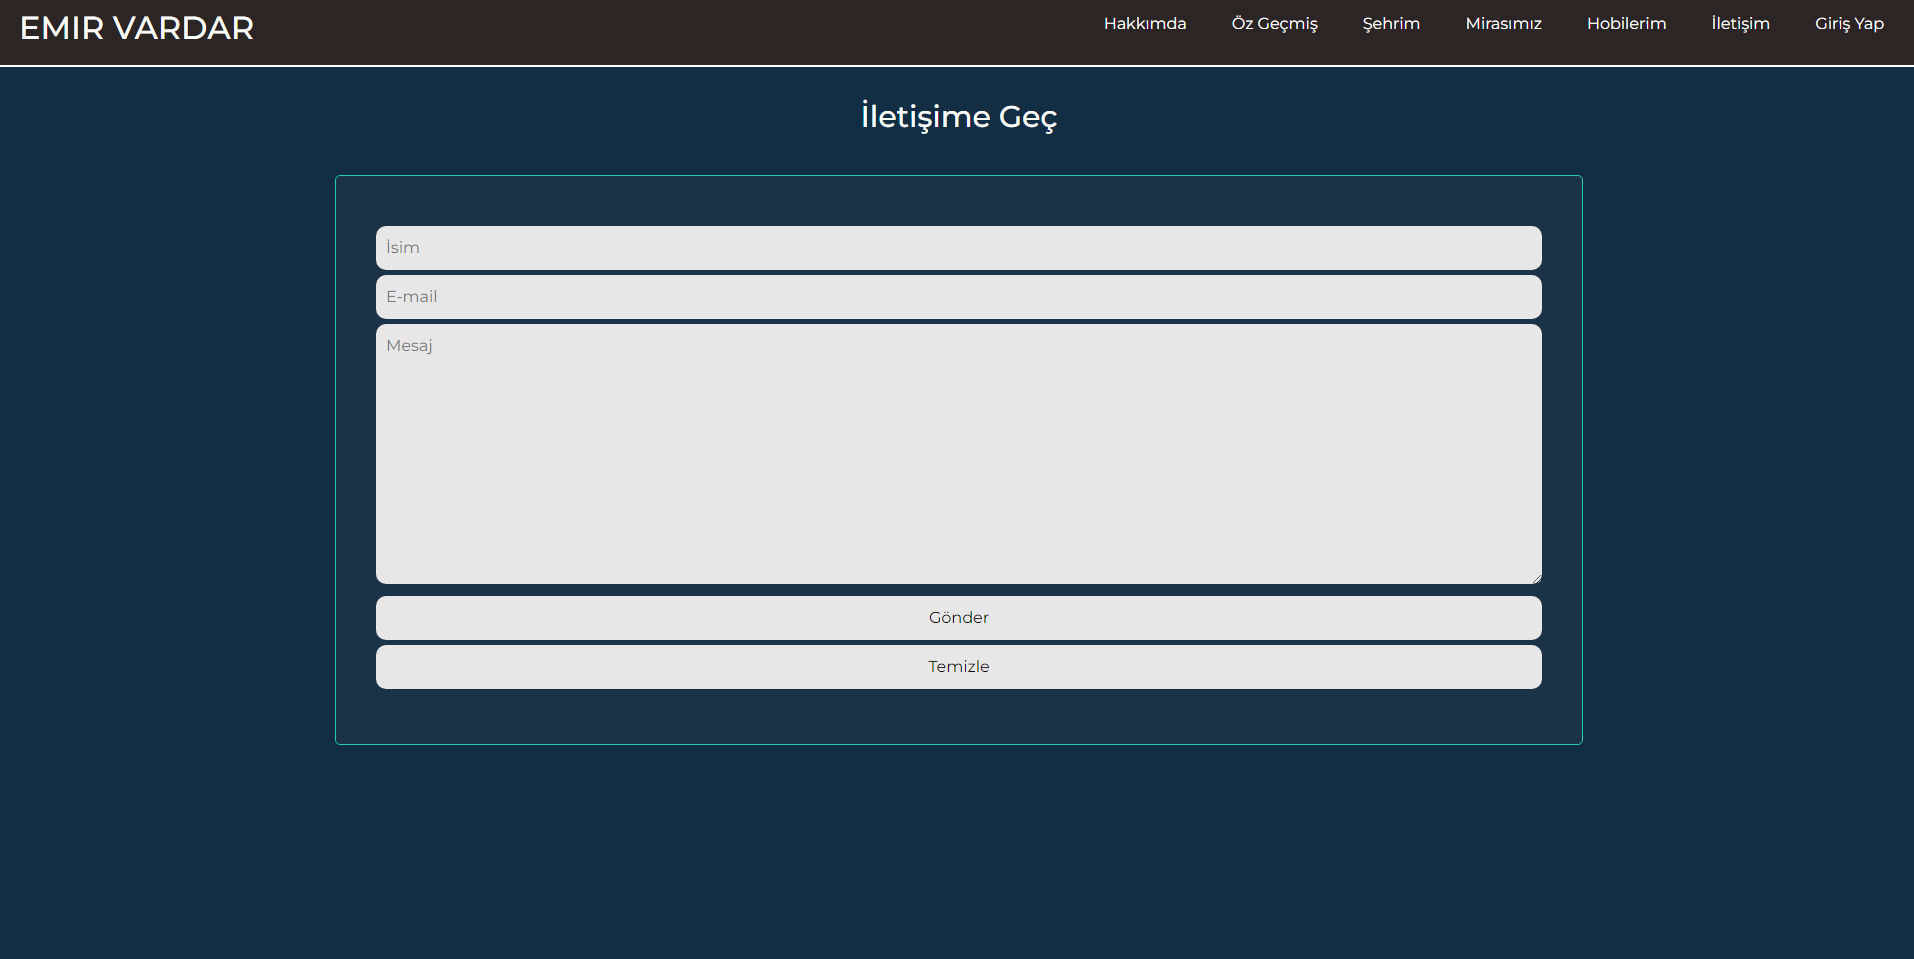 EMIR VARDAR
Hakkımda Öz Geçmiş Şehrim Mirasımız Hobilerim İletişim Giriş Yap
İletişime Geç
İsim
E-mail
Mesaj
Gönder
Temizle